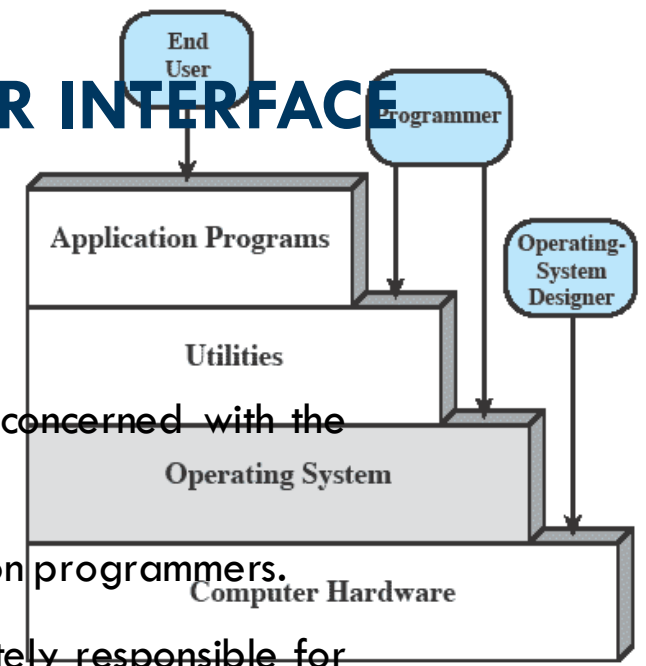 End
User
R INTERFACE
Programmer
Application Programs
Operating-
System
Designer
Utilities
concerned with the
Operating System
on programmers.
Computer Hardware
tely responsible for